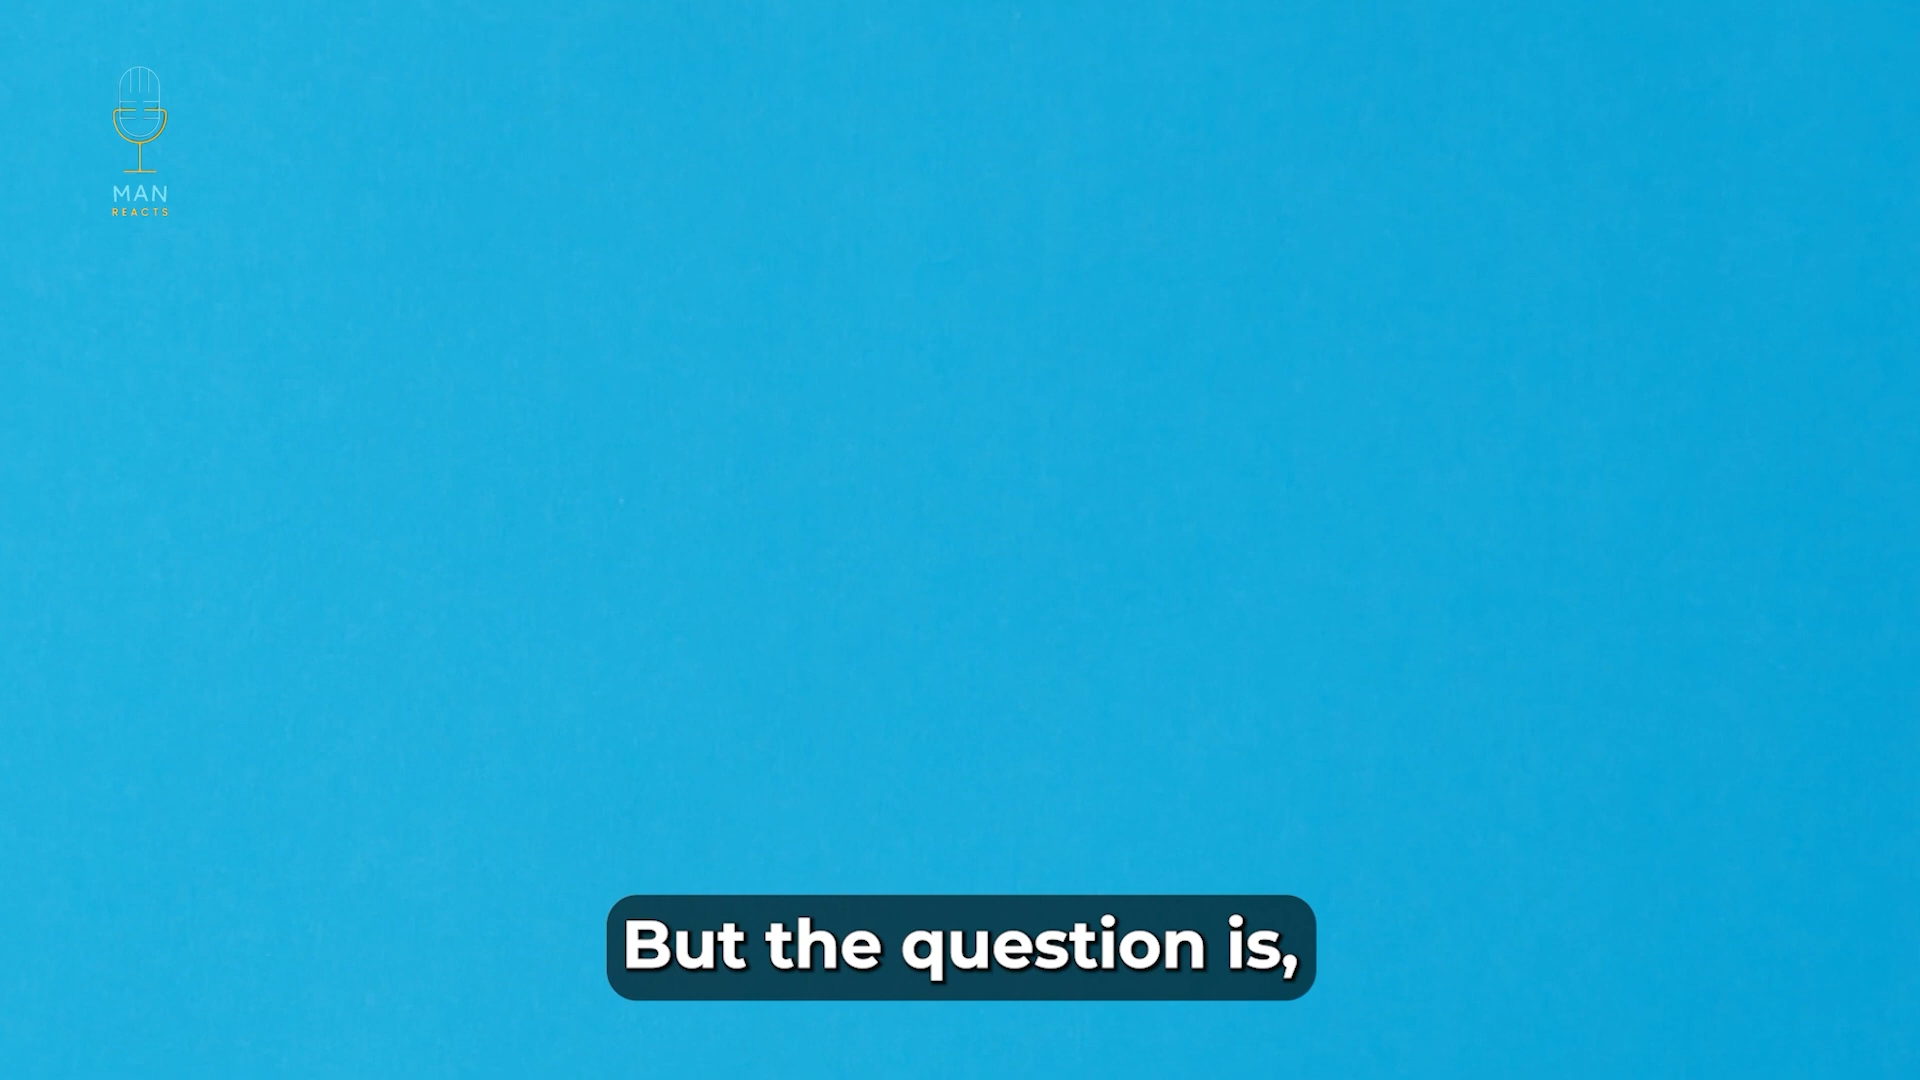 MAN
REACTS
But the question is,